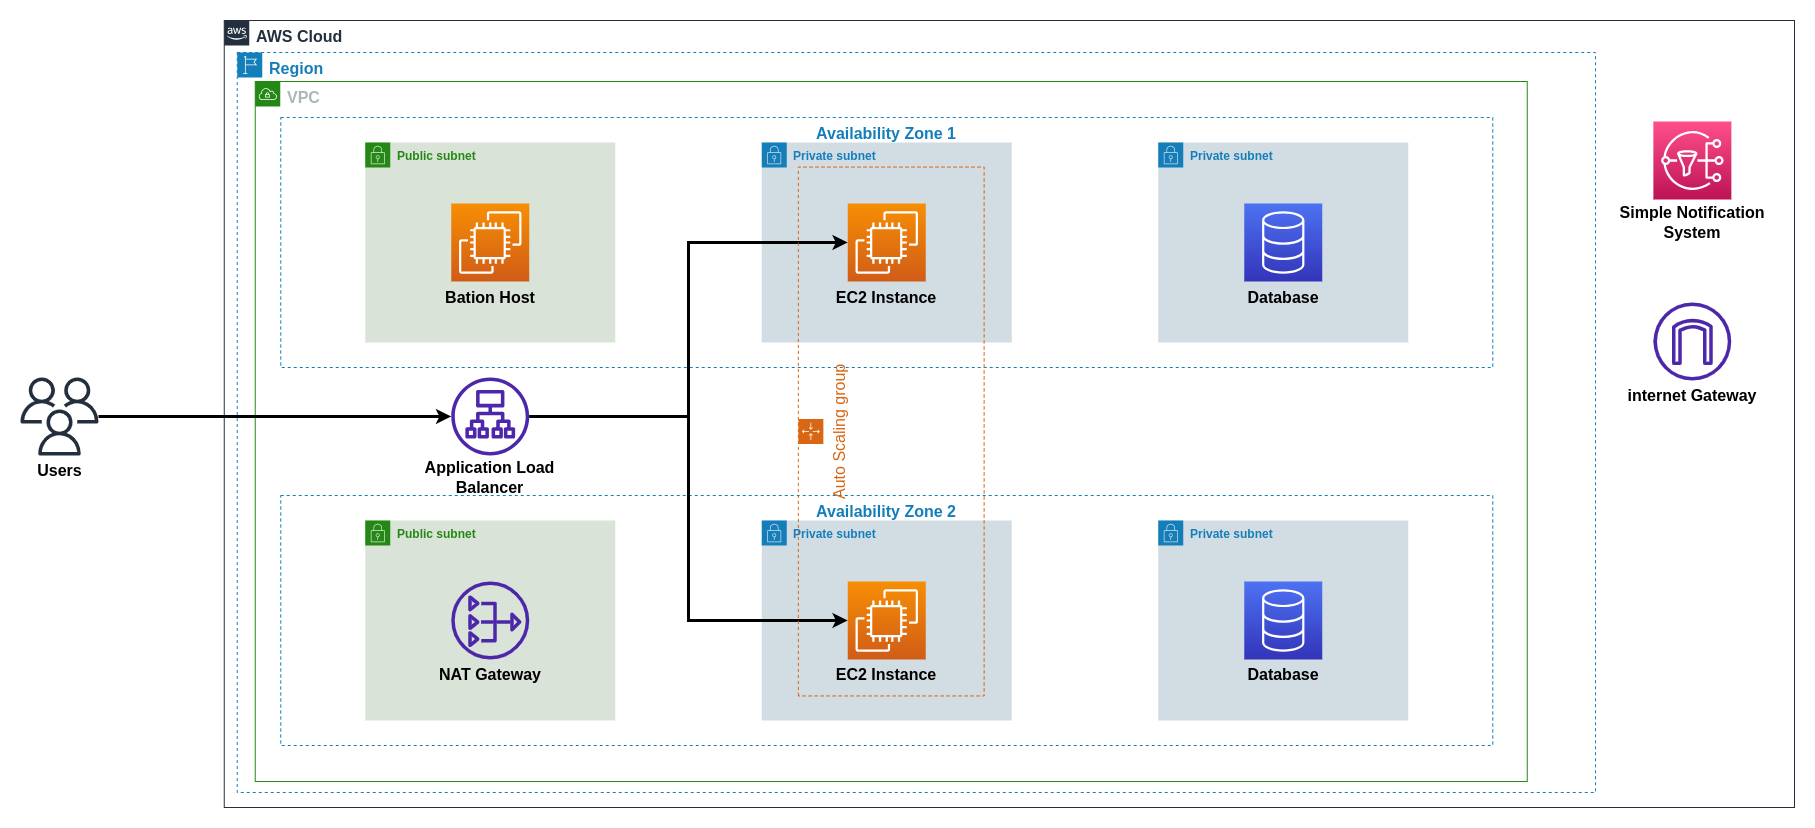 aws
AWS Cloud
Region
VPC
Availability Zone 1
Public subnet
Private subnet
Private subnet
Bation Host
EC2 Instance
Database
Simple Notification
System
internet Gateway
Users
Application Load
Balancer
Auto Scaling group
Availability Zone 2
Public subnet
Private subnet
Private subnet
NAT Gateway
EC2 Instance
Database